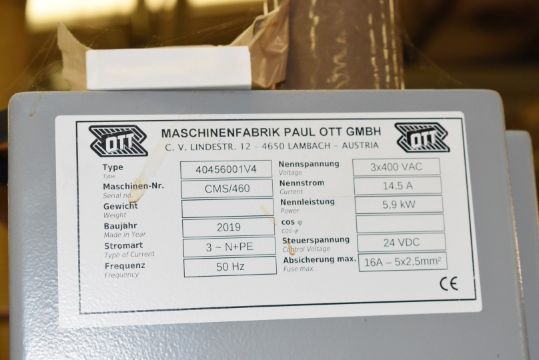 OTT MASCHINENFABRIK PAUL OTT GMBH OTT
C. V. LINDESTR. 12 – 4650 LAMBACH – AUSTRIA
Type 40456001V4 Nennspannung 3x400 VAC
Type Voltage
Maschinen-Nr. CMS/460 Nennstrom 14.5 A
Serial no. Current
Gewicht Nennleistung 5,9 kW
Weight Power
Baujahr 2019 cos φ
Made in Year cos φ
Stromart 3 ~ N+PE Steuerspannung 24 VDC
Type of Current Control Voltage
Frequenz 50 Hz Absicherung max. 16A – 5x2,5mm²
Frequency Fuse max.
CE